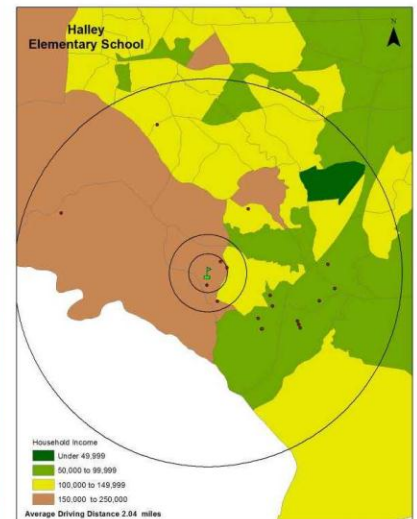 Halley
Elementary School
N
Household Income
Under 49,999
50,000 to 99,999
100,000 to 149,999
150,000 to 250,000
Average Driving Distance 2.04 miles